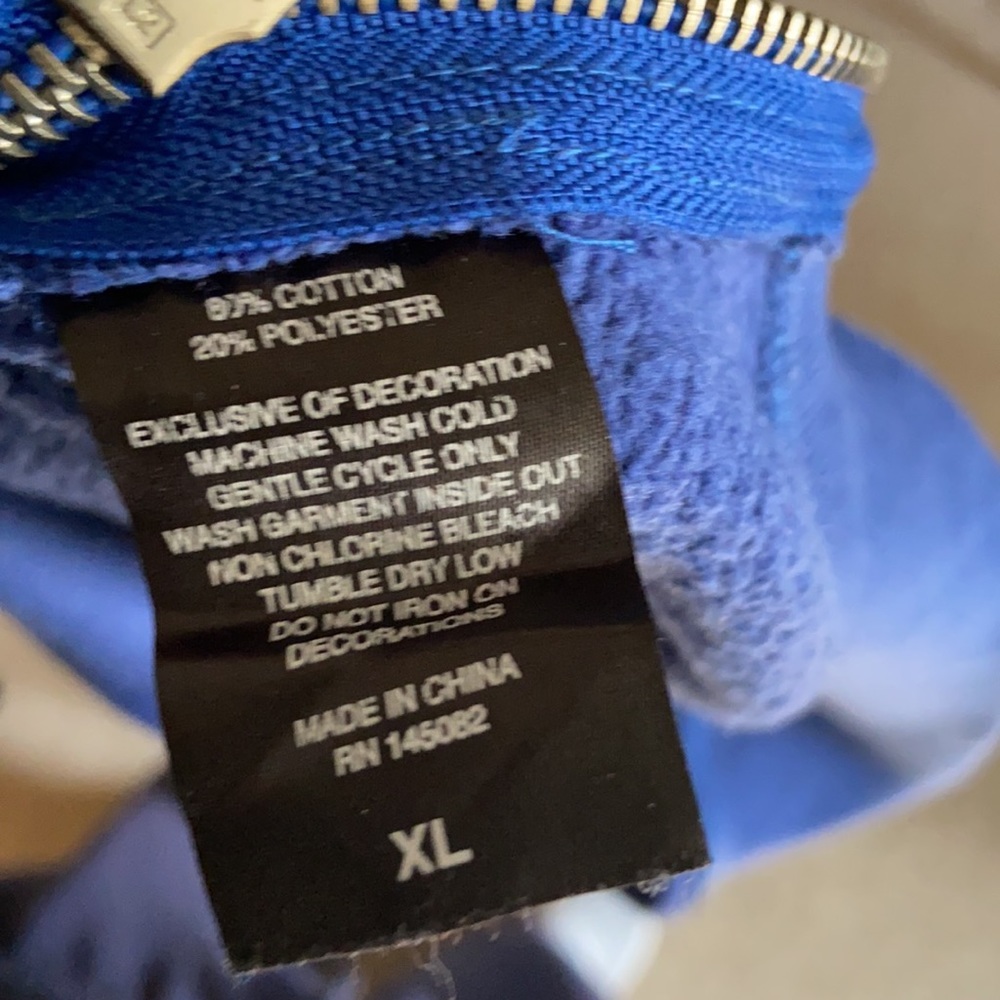 80% COTTON
20% POLYESTER
EXCLUSIVE OF DECORATION
MACHINE WASH COLD
GENTLE CYCLE ONLY
WASH GARMENT INSIDE OUT
NON CHLORINE BLEACH
TUMBLE DRY LOW
DO NOT IRON ON
DECORATIONS
MADE IN CHINA
RN 145082
XL